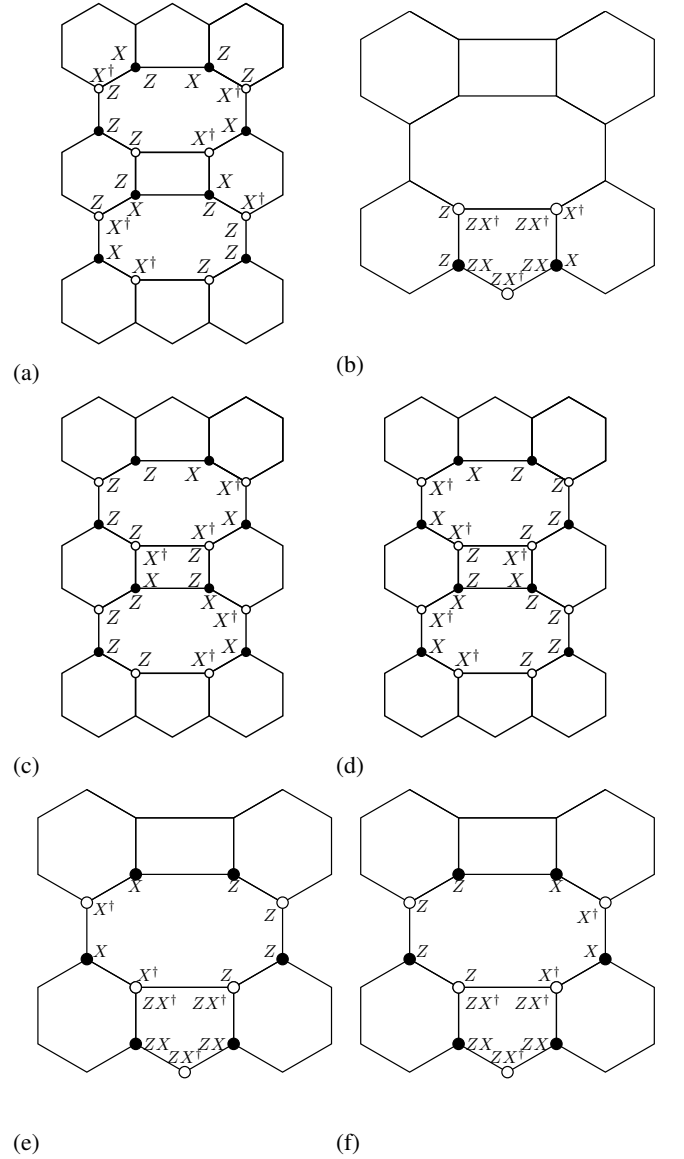 X Z
X† Z X Z
Z X†
Z X
Z X†
Z X
Z X Z X†
X† Z
X Z
X† Z
(a)
Z X†
ZX† ZX†
Z ZX ZX X
ZX†
(b)
Z X
Z X†
Z X
Z X†
X† Z
X Z
Z X
Z X†
Z X
Z X†
(c)
X Z
X† Z
X Z
X† Z
Z X†
Z X
X Z
X† Z
X Z
X† Z
(d)
X Z
X† Z
X Z
X† Z
ZX† ZX†
ZX ZX† ZX
(e)
Z X
Z X†
Z X
Z X†
ZX† ZX†
ZX ZX† ZX
(f)